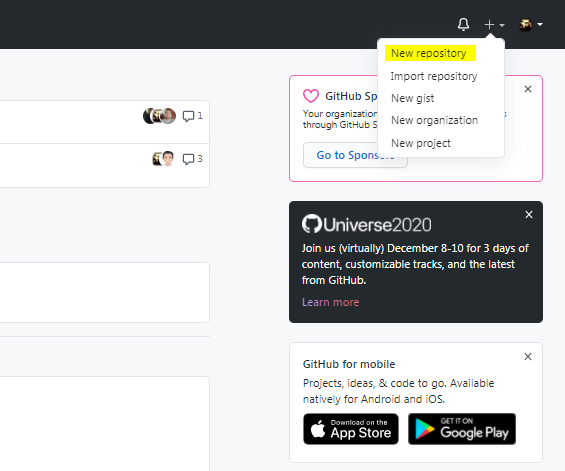 New repository
Import repository
New gist
New organization
New project
1
3
GitHub
Your organization
through GitHub
Go to
Universe2020
Join us (virtually) December 8-10 for 3 days of
content, customizable tracks, and the latest
from GitHub.
Learn more
GitHub for mobile
Projects, ideas, & code to go. Available
natively for Android and iOS.
Download on the
App Store
GET IT ON
Google Play